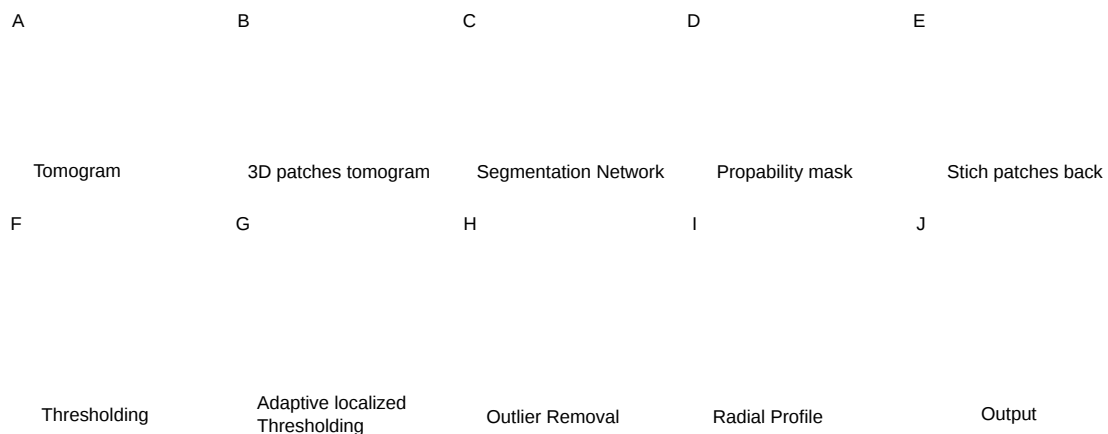 A
B
C
D
E
Tomogram
3D patches tomogram
Segmentation Network
Propability mask
Stich patches back
F
G
H
I
J
Thresholding
Adaptive localized
Thresholding
Outlier Removal
Radial Profile
Output